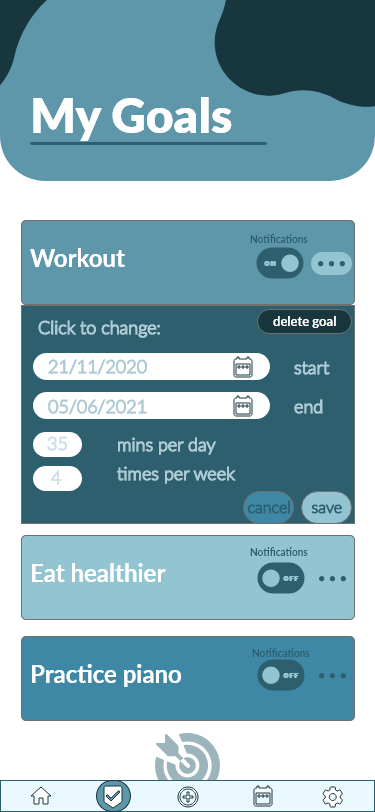 My Goals
Notifications
Workout
ON
Click to change:
delete goal
21/11/2020 start
05/06/2021 end
35 mins per day
4 times per week
cancel save
Notifications
Eat healthier
OFF
Notifications
Practice piano
OFF